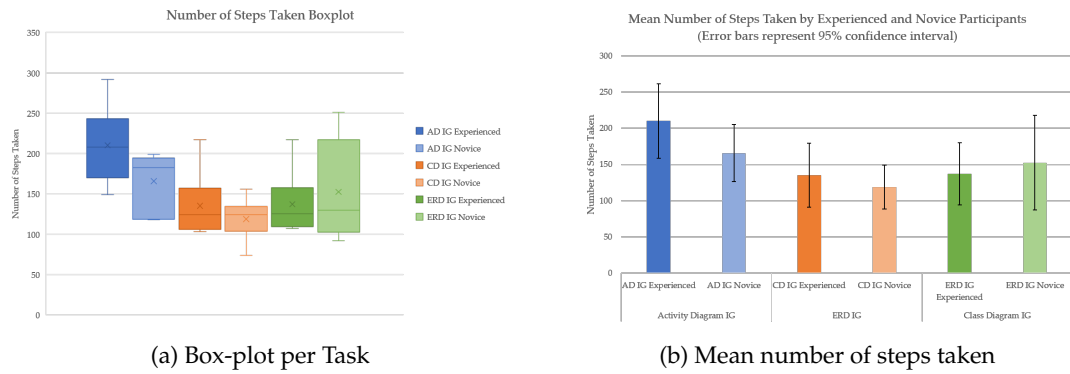 Number of Steps Taken Boxplot
350
300
250
200
150
100
50
0
Number of Steps Taken
AD IG Experienced
AD IG Novice
CD IG Experienced
CD IG Novice
ERD IG Experienced
ERD IG Novice
(a) Box-plot per Task
Mean Number of Steps Taken by Experienced and Novice Participants
(Error bars represent 95% confidence interval)
300
250
200
150
100
50
0
Number of Steps Taken
AD IG Experienced
AD IG Novice
CD IG Experienced
CD IG Novice
ERD IG
Experienced
ERD IG Novice
Activity Diagram IG
ERD IG
Class Diagram IG
(b) Mean number of steps taken